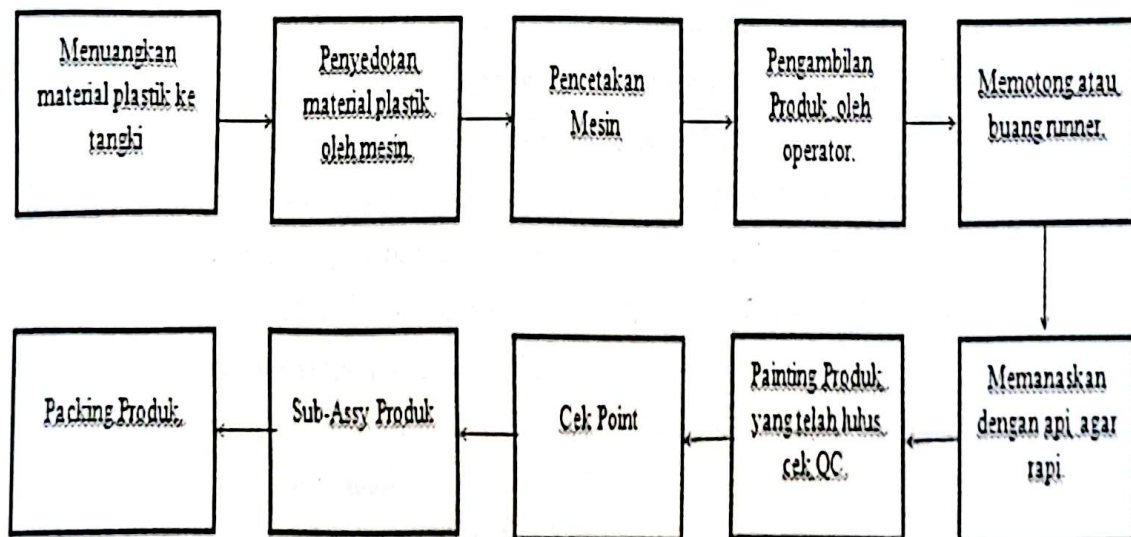 Menuangkan
material plastik ke
tangki
Penyedotan
material plastik
oleh mesin
Pencetakan
Mesin
Pengambilan
Produk oleh
operator.
Memotong atau
buang runner.
Memanaskan
dengan api agar
rapi
Painting Produk
yang telah lulus
cek QC.
Cek Point
Sub-Assy Produk
Packing Produk.